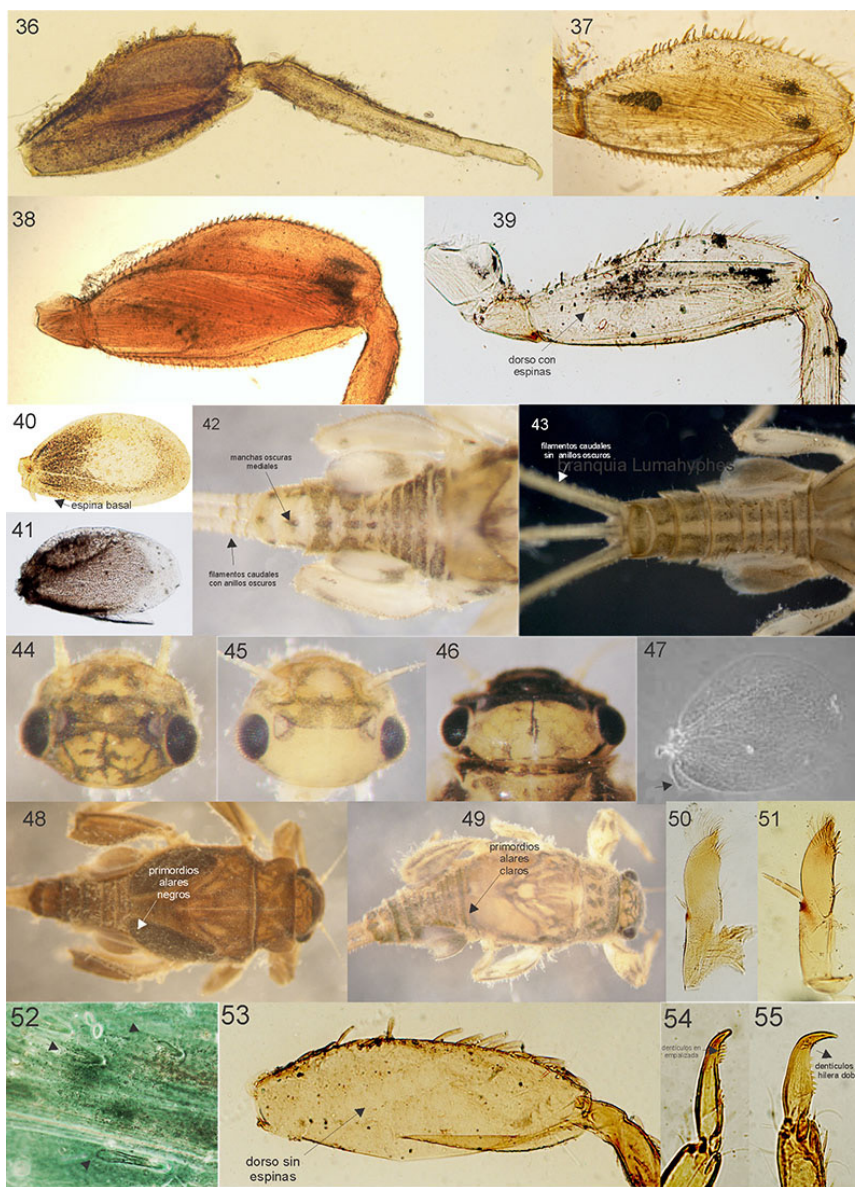 36
37
38
39
dorso con
espinas
40
espina basal
41
42
manchas oscuras
mediales
filamentos caudales
con anillos oscuros
43
filamentos caudales
sin anillos oscuros
branquia Lumahyphes
44
45
46
47
48
primordios
alares
negros
49
primordios
alares
claros
50
51
52
53
dorso sin
espinas
54
denticulos en
empalizada
55
denticulos
hilera dob